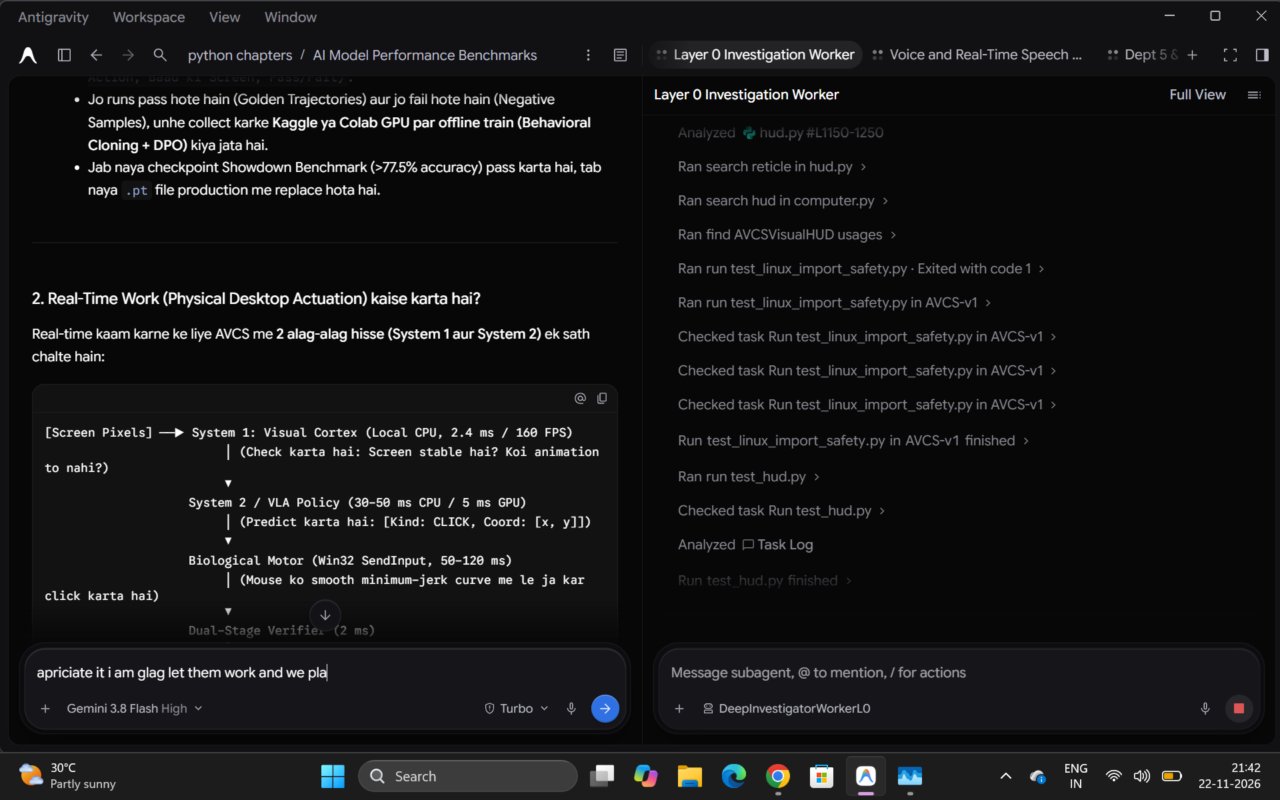 Antigravity Workspace View Window
python chapters / AI Model Performance Benchmarks
Layer 0 Investigation Worker
Voice and Real-Time Speech ...
Dept 5 &
Action, Baad ki Screen, Pass/Fail).
• Jo runs pass hote hain (Golden Trajectories) aur jo fail hote hain (Negative
Samples), unhe collect karke Kaggle ya Colab GPU par offline train (Behavioral
Cloning + DPO) kiya jata hai.
• Jab naya checkpoint Showdown Benchmark (>77.5% accuracy) pass karta hai, tab
naya .pt file production me replace hota hai.
2. Real-Time Work (Physical Desktop Actuation) kaise karta hai?
Real-time kaam karne ke liye AVCS me 2 alag-alag hisse (System 1 aur System 2) ek sath
chalte hain:
[Screen Pixels] ──► System 1: Visual Cortex (Local CPU, 2.4 ms / 160 FPS)
│ (Check karta hai: Screen stable hai? Koi animation
to nahi?)
▼
System 2 / VLA Policy (30-50 ms CPU / 5 ms GPU)
│ (Predict karta hai: [Kind: CLICK, Coord: [x, y]])
▼
Biological Motor (Win32 SendInput, 50-120 ms)
│ (Mouse ko smooth minimum-jerk curve me le ja kar
click karta hai)
▼
Dual-Stage Verifier (2 ms)
apriciate it i am glag let them work and we pla
Gemini 3.8 Flash High
Turbo
Layer 0 Investigation Worker
Full View
Analyzed hud.py #L1150-1250
Ran search reticle in hud.py >
Ran search hud in computer.py >
Ran find AVCSVisualHUD usages >
Ran run test_linux_import_safety.py · Exited with code 1 >
Ran run test_linux_import_safety.py in AVCS-v1 >
Checked task Run test_linux_import_safety.py in AVCS-v1 >
Checked task Run test_linux_import_safety.py in AVCS-v1 >
Checked task Run test_linux_import_safety.py in AVCS-v1 >
Run test_linux_import_safety.py in AVCS-v1 finished >
Ran run test_hud.py >
Checked task Run test_hud.py >
Analyzed Task Log
Run test_hud.py finished >
Message subagent, @ to mention, / for actions
DeepInvestigatorWorkerL0
30°C
Partly sunny
Search
ENG
IN
21:42
22-11-2026